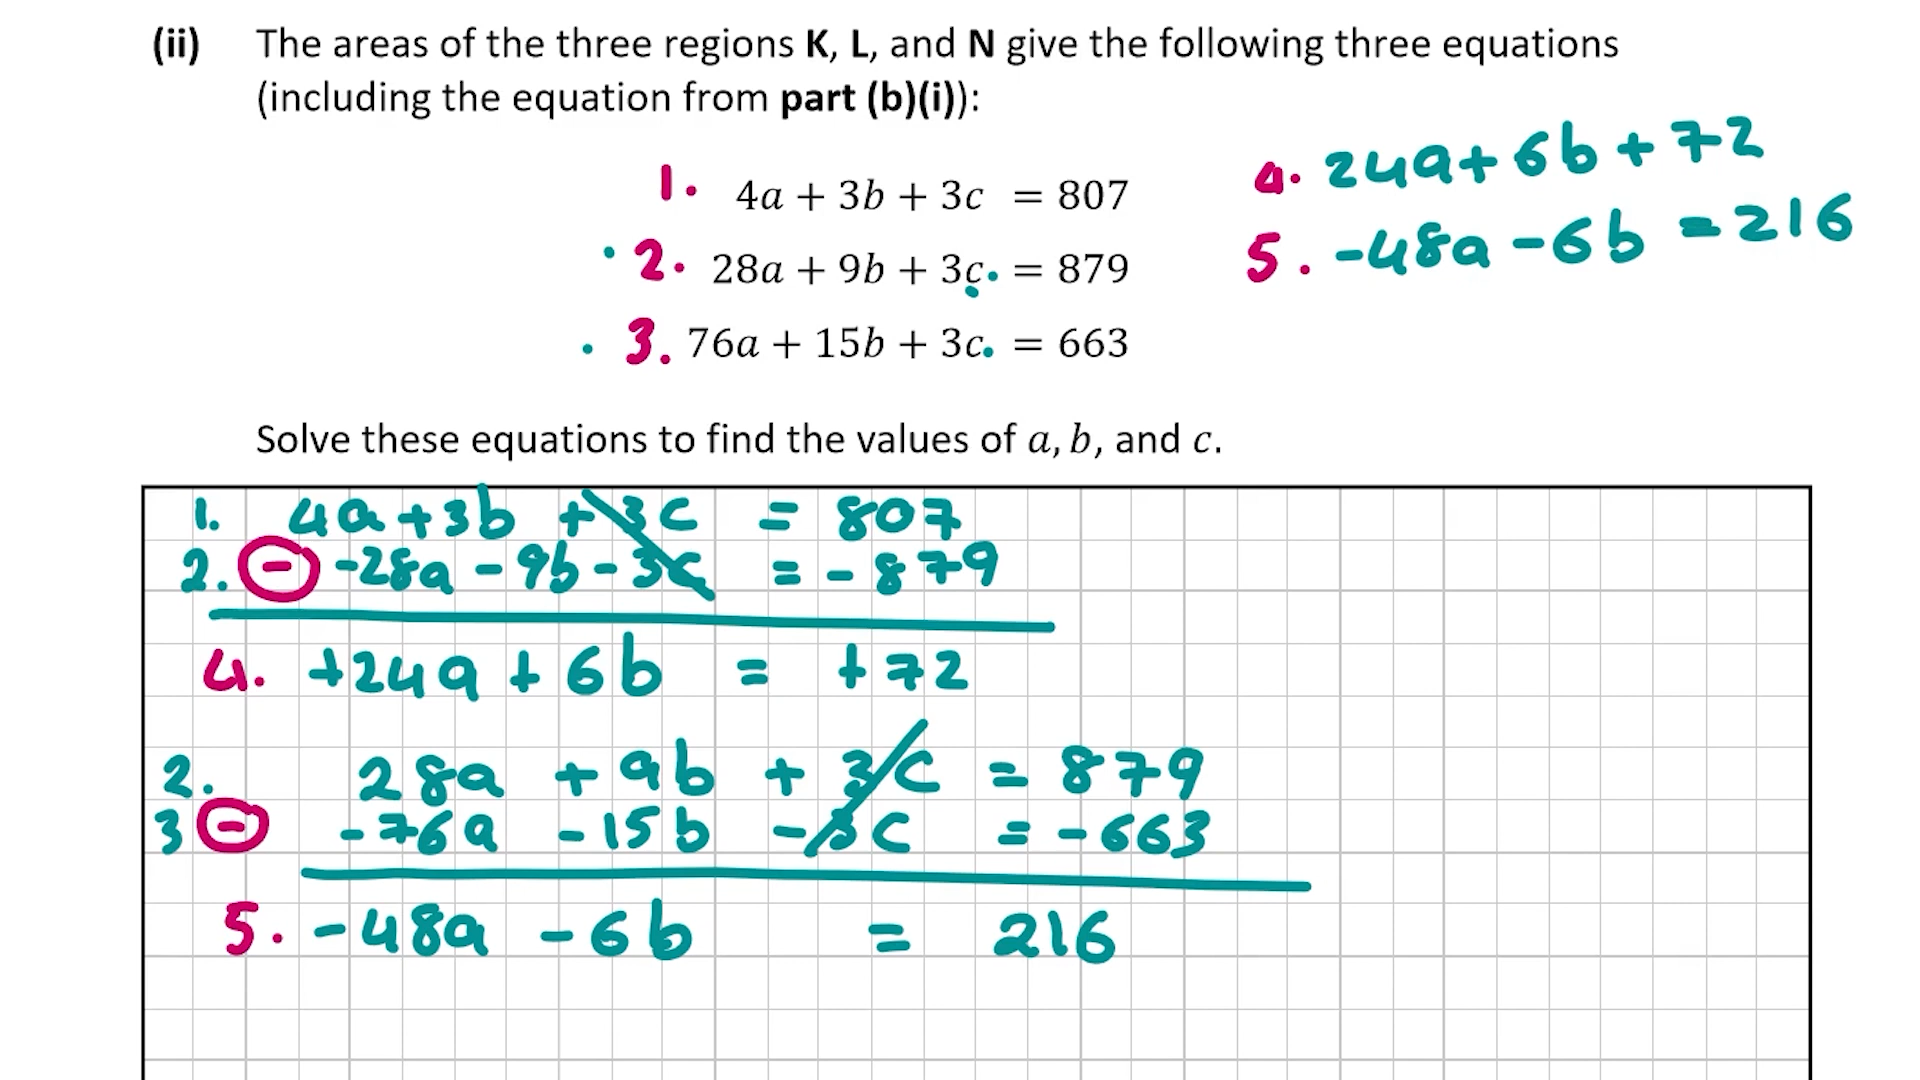 (ii) The areas of the three regions K, L, and N give the following three equations
(including the equation from part (b)(i)):
1. 4a + 3b + 3c = 807
2. 28a + 9b + 3c = 879
3. 76a + 15b + 3c = 663
4. 24a + 6b + 72
5. -48a - 6b = 216
Solve these equations to find the values of a, b, and c.
1. 4a + 3b + 3c = 807
2. - -28a - 9b - 3c = -879
4. +24a + 6b = +72
2. 28a + 9b + 3c = 879
3 - -76a - 15b - 3c = -663
5. -48a - 6b = 216